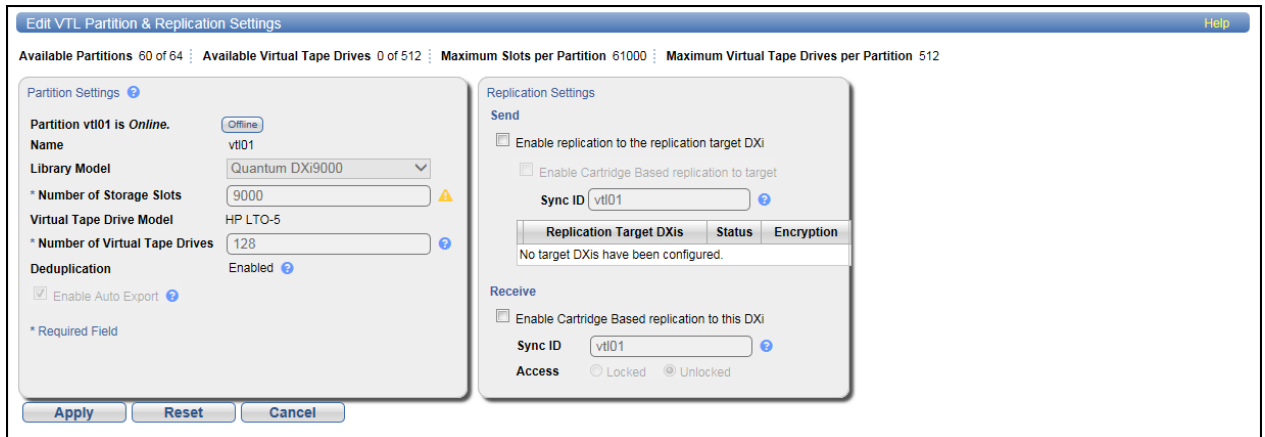 Edit VTL Partition & Replication Settings Help
Available Partitions 60 of 64 Available Virtual Tape Drives 0 of 512 Maximum Slots per Partition 61000 Maximum Virtual Tape Drives per Partition 512
Partition Settings
Partition vtl01 is Online. Offline
Name vtl01
Library Model Quantum DXi9000
* Number of Storage Slots 9000
Virtual Tape Drive Model HP LTO-5
* Number of Virtual Tape Drives 128
Deduplication Enabled
Enable Auto Export
* Required Field
Replication Settings
Send
Enable replication to the replication target DXi
Enable Cartridge Based replication to target
Sync ID vtl01
Replication Target DXis Status Encryption
No target DXis have been configured.
Receive
Enable Cartridge Based replication to this DXi
Sync ID vtl01
Access Locked Unlocked
Apply Reset Cancel